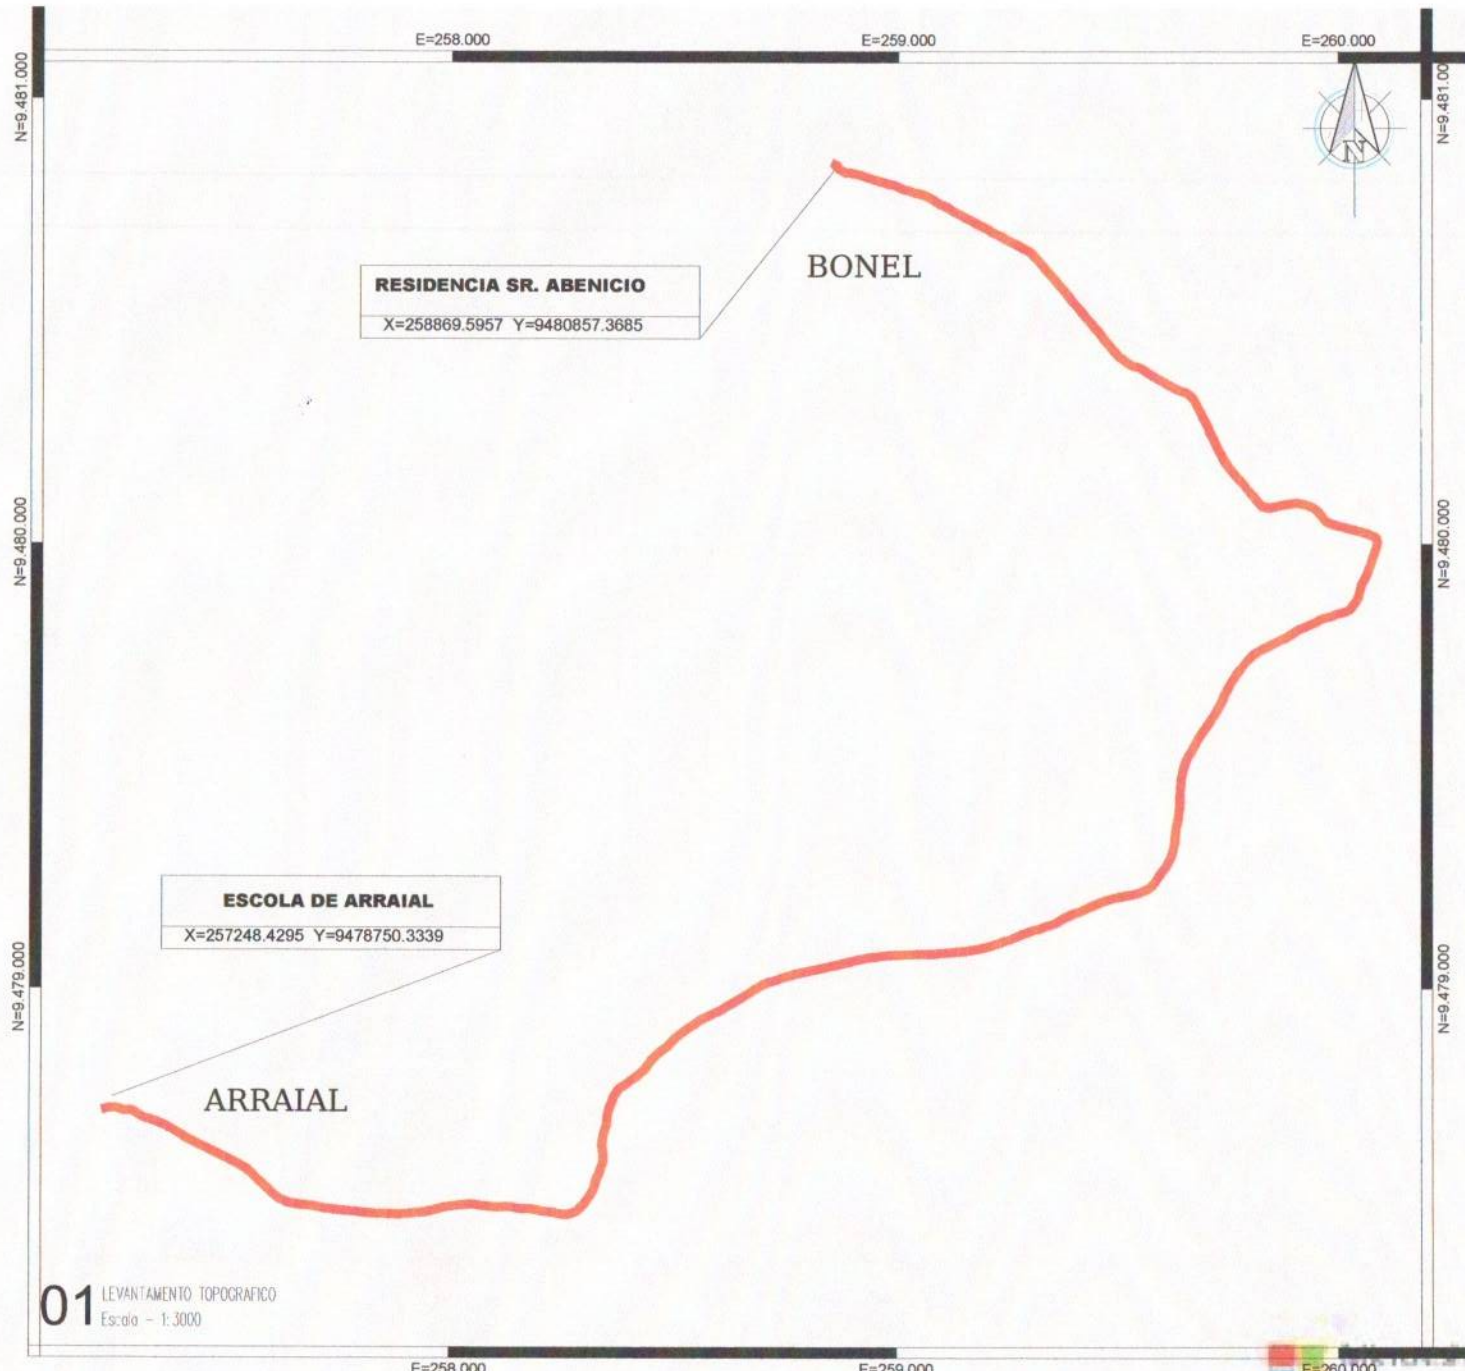 E=258.000
E=259.000
E=260.000
N=9.481.000
N=9.481.00
N
BONEL
RESIDENCIA SR. ABENICIO
X=258869.5957 Y=9480857.3685
N=9.480.000
N=9.480.000
ESCOLA DE ARRAIAL
X=257248.4295 Y=9478750.3339
N=9.479.000
N=9.479.000
ARRAIAL
01 LEVANTAMENTO TOPOGRAFICO
Escala - 1:3000
E=258.000
E=259.000
E=260.000